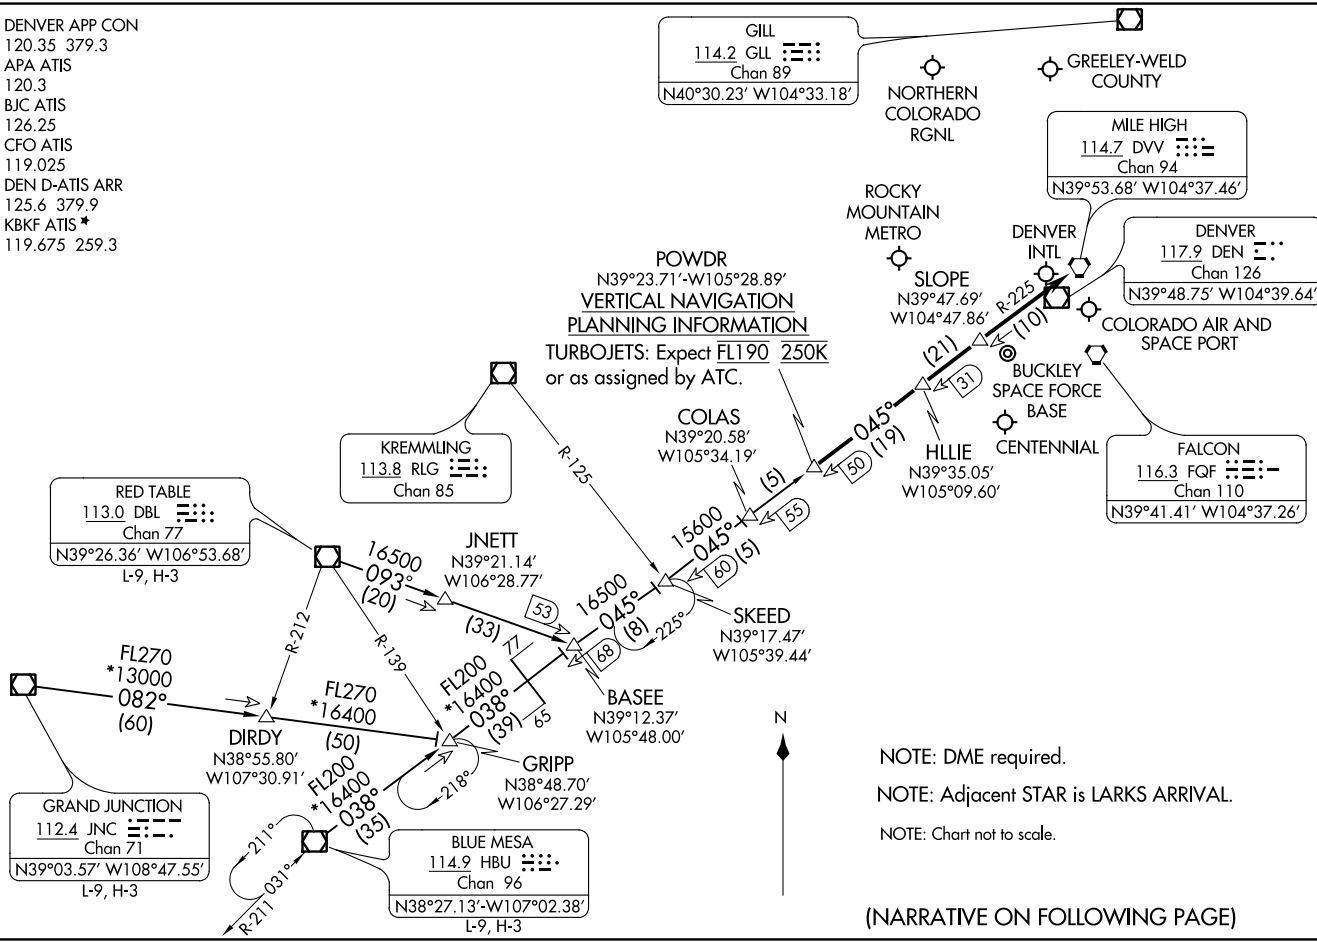 DENVER APP CON
120.35 379.3
APA ATIS
120.3
BJC ATIS
126.25
CFO ATIS
119.025
DEN D-ATIS ARR
125.6 379.9
KBKF ATIS ★
119.675 259.3
GILL
114.2 GLL
Chan 89
N40°30.23' W104°33.18'
NORTHERN
COLORADO
RGNL
GREELEY-WELD
COUNTY
MILE HIGH
114.7 DVV
Chan 94
N39°53.68' W104°37.46'
ROCKY
MOUNTAIN
METRO
DENVER
INTL
DENVER
117.9 DEN
Chan 126
N39°48.75' W104°39.64'
POWDR
N39°23.71'-W105°28.89'
VERTICAL NAVIGATION
PLANNING INFORMATION
TURBOJETS: Expect FL190 250K
or as assigned by ATC.
SLOPE
N39°47.69'
W104°47.86'
R-225
(10)
(21)
COLORADO AIR AND
SPACE PORT
BUCKLEY
SPACE FORCE
BASE
31
CENTENNIAL
FALCON
116.3 FQF
Chan 110
N39°41.41' W104°37.26'
HLLIE
N39°35.05'
W105°09.60'
045°
(19)
50
COLAS
N39°20.58'
W105°34.19'
(5)
55
KREMMLING
113.8 RLG
Chan 85
R-125
15600
045°
(5)
60
RED TABLE
113.0 DBL
Chan 77
N39°26.36' W106°53.68'
L-9, H-3
JNETT
N39°21.14'
W106°28.77'
16500
093°
(20)
(33)
53
16500
045°
(8)
225°
SKEED
N39°17.47'
W105°39.44'
68
BASEE
N39°12.37'
W105°48.00'
R-212
R-139
77
65
FL200
*16400
038°
(39)
FL270
*13000
082°
(60)
FL270
*16400
(50)
DIRDY
N38°55.80'
W107°30.91'
GRIPP
N38°48.70'
W106°27.29'
218°
FL200
*16400
038°
(35)
GRAND JUNCTION
112.4 JNC
Chan 71
N39°03.57' W108°47.55'
L-9, H-3
211°
031°
R-211
BLUE MESA
114.9 HBU
Chan 96
N38°27.13'-W107°02.38'
L-9, H-3
N
NOTE: DME required.
NOTE: Adjacent STAR is LARKS ARRIVAL.
NOTE: Chart not to scale.
(NARRATIVE ON FOLLOWING PAGE)